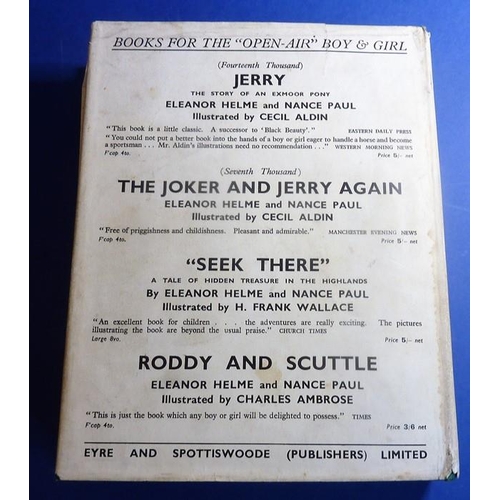 BOOKS FOR THE "OPEN-AIR" BOY & GIRL
(Fourteenth Thousand)
JERRY
THE STORY OF AN EXMOOR PONY
ELEANOR HELME and NANCE PAUL
Illustrated by CECIL ALDIN
"This book is a little classic. A successor to 'Black Beauty'." EASTERN DAILY PRESS
"You could not put a better book into the hands of a boy or girl eager to handle a horse and become
a sportsman . . . Mr. Aldin's illustrations need no recommendation . . ." WESTERN MORNING NEWS
F'cap 4to. Price 5/- net
(Seventh Thousand)
THE JOKER AND JERRY AGAIN
ELEANOR HELME and NANCE PAUL
Illustrated by CECIL ALDIN
"Free of priggishness and childishness. Pleasant and admirable." MANCHESTER EVENING NEWS
F'cap 4to. Price 5/- net
"SEEK THERE"
A TALE OF HIDDEN TREASURE IN THE HIGHLANDS
By ELEANOR HELME and NANCE PAUL
Illustrated by H. FRANK WALLACE
"An excellent book for children . . . the adventures are really exciting. The pictures
illustrating the book are beyond the usual praise." CHURCH TIMES
Large 8vo. Price 5/- net
RODDY AND SCUTTLE
ELEANOR HELME and NANCE PAUL
Illustrated by CHARLES AMBROSE
"This is just the book which any boy or girl will be delighted to possess." TIMES
F'cap 4to. Price 3/6 net
EYRE AND SPOTTISWOODE (PUBLISHERS) LIMITED